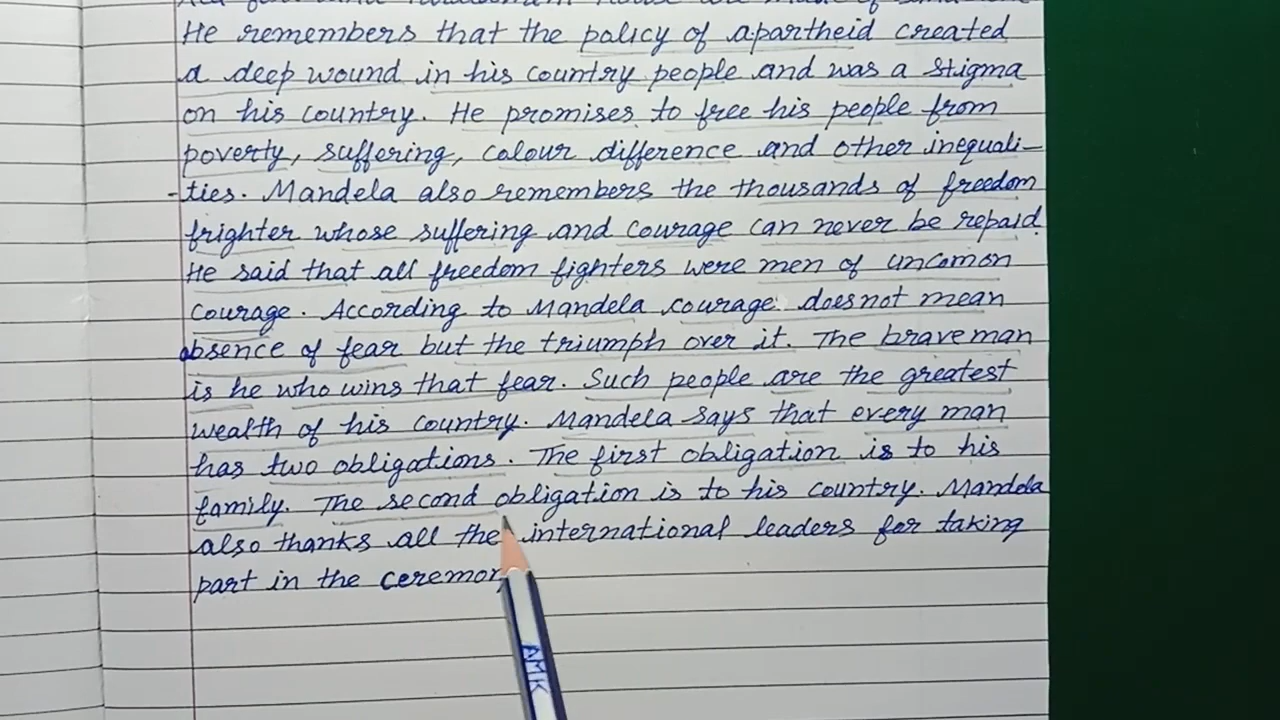 He remembers that the policy of apartheid created
a deep wound in his country people and was a stigma
on his country. He promises to free his people from
poverty, suffering, colour difference and other inequali-
-ties. Mandela also remembers the thousands of freedom
frighter whose suffering and courage can never be repaid.
He said that all freedom fighters were men of uncomon
courage. According to Mandela courage does not mean
absence of fear but the triumph over it. The brave man
is he who wins that fear. Such people are the greatest
wealth of his country. Mandela says that every man
has two obligations. The first obligation is to his
family. The second obligation is to his country. Mandela
also thanks all the international leaders for taking
part in the
AMK